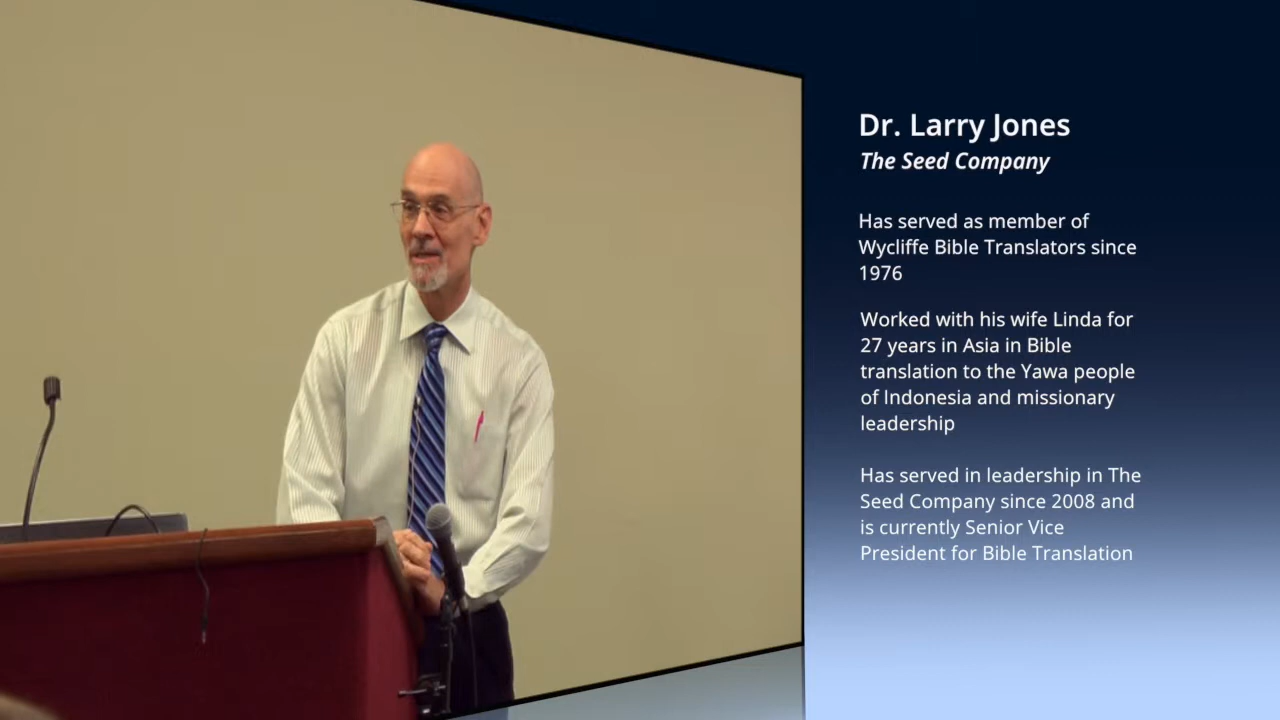 Dr. Larry Jones
The Seed Company
Has served as member of
Wycliffe Bible Translators since
1976
Worked with his wife Linda for
27 years in Asia in Bible
translation to the Yawa people
of Indonesia and missionary
leadership
Has served in leadership in The
Seed Company since 2008 and
is currently Senior Vice
President for Bible Translation